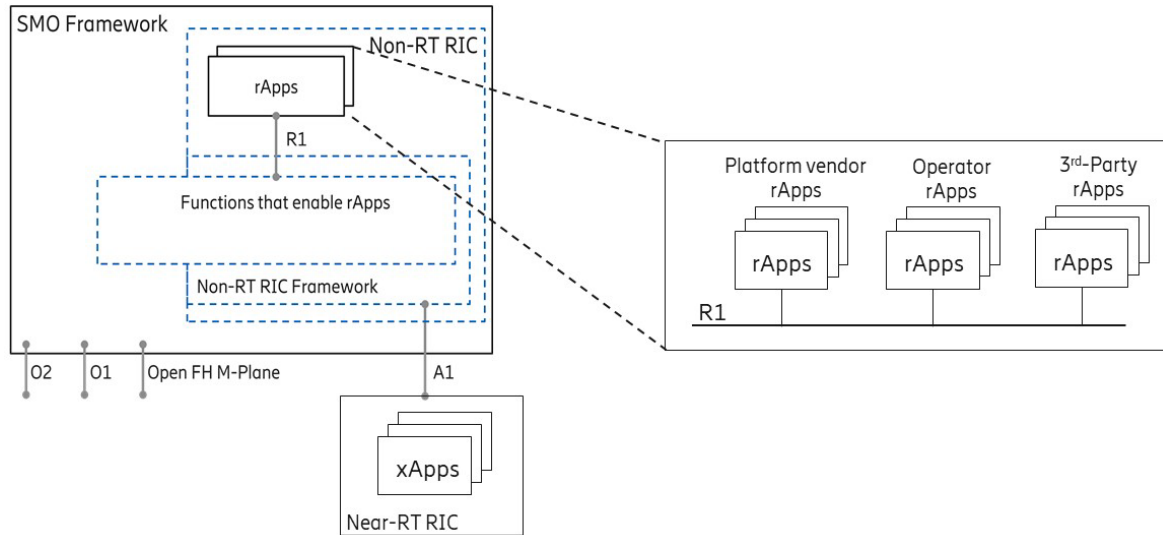 SMO Framework
Non-RT RIC
rApps
R1
Functions that enable rApps
Non-RT RIC Framework
O2
O1
Open FH M-Plane
A1
xApps
Near-RT RIC
Platform vendor
rApps
Operator
rApps
3rd-Party
rApps
rApps
rApps
rApps
R1